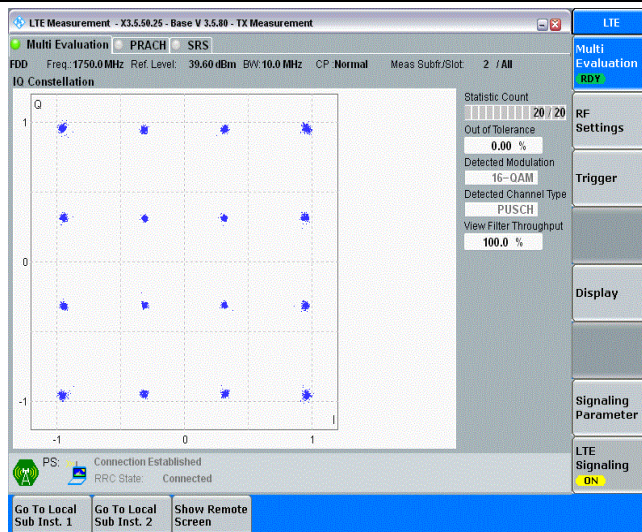 LTE Measurement - X3.5.50.25 - Base V 3.5.80 - TX Measurement
LTE
Multi Evaluation PRACH SRS
FDD Freq.:1750.0 MHz Ref. Level: 39.60 dBm BW:10.0 MHz CP :Normal Meas Subfr./Slot: 2 / All
IQ Constellation
Q
1
0
-1
-1 0 1
I
Statistic Count
20 / 20
Out of Tolerance
0.00 %
Detected Modulation
16-QAM
Detected Channel Type
PUSCH
View Filter Throughput
100.0 %
Multi
Evaluation
RDY
RF
Settings
Trigger
Display
Signaling
Parameter
LTE
Signaling
ON
PS: Connection Established
RRC State: Connected
Go To Local
Sub Inst. 1
Go To Local
Sub Inst. 2
Show Remote
Screen